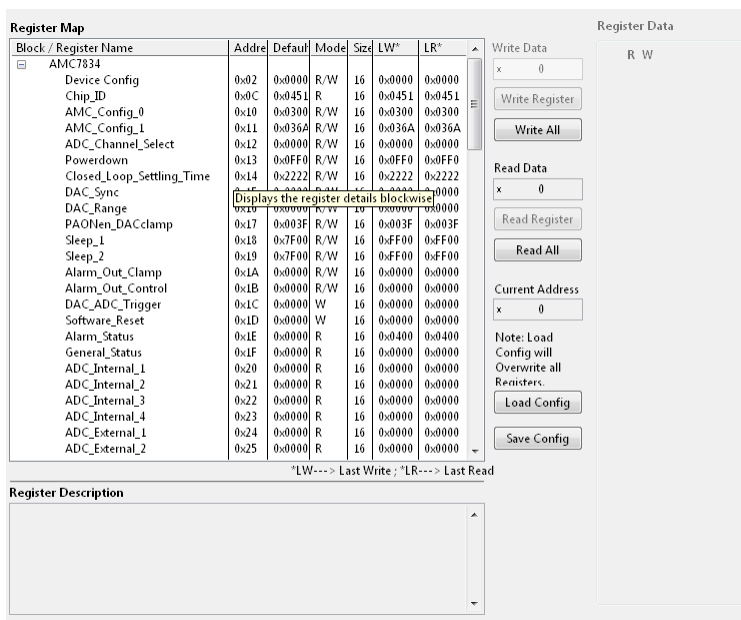 Register Map
Block / Register Name Addre Default Mode Size LW* LR*
AMC7834
Device Config 0x02 0x0000 R/W 16 0x0000 0x0000
Chip_ID 0x0C 0x0451 R 16 0x0451 0x0451
AMC_Config_0 0x10 0x0300 R/W 16 0x0300 0x0300
AMC_Config_1 0x11 0x036A R/W 16 0x036A 0x036A
ADC_Channel_Select 0x12 0x0000 R/W 16 0x0000 0x0000
Powerdown 0x13 0x0FF0 R/W 16 0x0FF0 0x0FF0
Closed_Loop_Settling_Time 0x14 0x2222 R/W 16 0x2222 0x2222
DAC_Sync
Displays the register details blockwise
DAC_Range 0x0000 R/W 16 0x0000 0x0000
PAONen_DACclamp 0x17 0x003F R/W 16 0x003F 0x003F
Sleep_1 0x18 0x7F00 R/W 16 0xFF00 0xFF00
Sleep_2 0x19 0x7F00 R/W 16 0xFF00 0xFF00
Alarm_Out_Clamp 0x1A 0x0000 R/W 16 0x0000 0x0000
Alarm_Out_Control 0x1B 0x0000 R/W 16 0x0000 0x0000
DAC_ADC_Trigger 0x1C 0x0000 W 16 0x0000 0x0000
Software_Reset 0x1D 0x0000 W 16 0x0000 0x0000
Alarm_Status 0x1E 0x0000 R 16 0x0400 0x0400
General_Status 0x1F 0x0000 R 16 0x0000 0x0000
ADC_Internal_1 0x20 0x0000 R 16 0x0000 0x0000
ADC_Internal_2 0x21 0x0000 R 16 0x0000 0x0000
ADC_Internal_3 0x22 0x0000 R 16 0x0000 0x0000
ADC_Internal_4 0x23 0x0000 R 16 0x0000 0x0000
ADC_External_1 0x24 0x0000 R 16 0x0000 0x0000
ADC_External_2 0x25 0x0000 R 16 0x0000 0x0000
*LW---> Last Write ; *LR---> Last Read
Register Description
Write Data
x 0
Write Register
Write All
Read Data
x 0
Read Register
Read All
Current Address
x 0
Note: Load
Config will
Overwrite all
Registers.
Load Config
Save Config
Register Data
R W